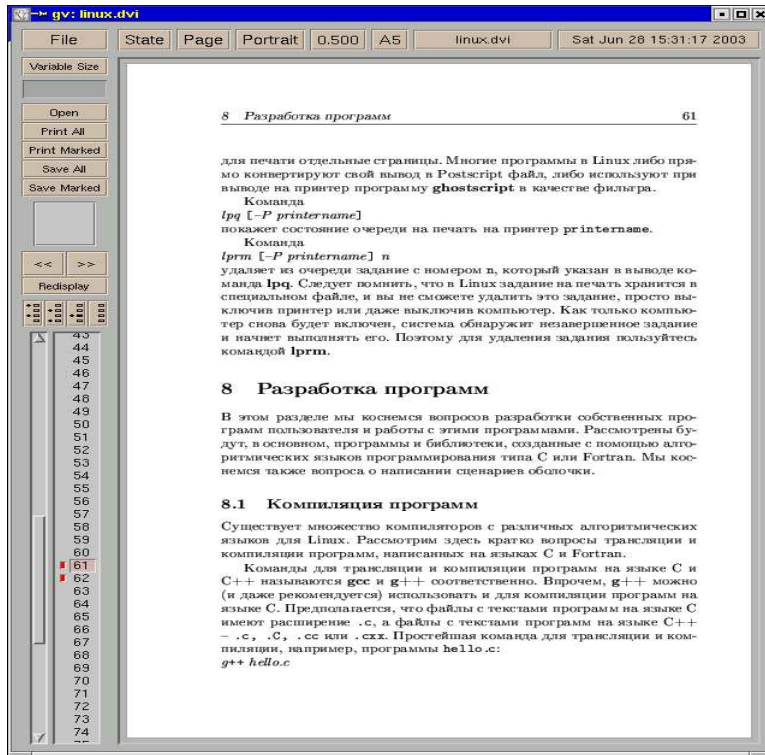 gv: linux.dvi
File State Page Portrait 0.500 A5 linux.dvi Sat Jun 28 15:31:17 2003
Variable Size
Open
Print All
Print Marked
Save All
Save Marked
<< >>
Redisplay
43
44
45
46
47
48
49
50
51
52
53
54
55
56
57
58
59
60
61
62
63
64
65
66
67
68
69
70
71
72
73
74
75
8 Разработка программ 61
для печати отдельные страницы. Многие программы в Linux либо пря-
мо конвертируют свой вывод в Postscript файл, либо используют при
выводе на принтер программу ghostscript в качестве фильтра.
Команда
lpq [–P printername]
покажет состояние очереди на печать на принтер printername.
Команда
lprm [–P printername] n
удаляет из очереди задание с номером n, который указан в выводе ко-
манда lpq. Следует помнить, что в Linux задание на печать хранится в
специальном файле, и вы не сможете удалить это задание, просто вы-
ключив принтер или даже выключив компьютер. Как только компью-
тер снова будет включен, система обнаружит незавершенное задание
и начнет выполнять его. Поэтому для удаления задания пользуйтесь
командой lprm.
8 Разработка программ
В этом разделе мы коснемся вопросов разработки собственных про-
грамм пользователя и работы с этими программами. Рассмотрены бу-
дут, в основном, программы и библиотеки, созданные с помощью алго-
ритмических языков программирования типа C или Fortran. Мы кос-
немся также вопроса о написании сценариев оболочки.
8.1 Компиляция программ
Существует множество компиляторов с различных алгоритмических
языков для Linux. Рассмотрим здесь кратко вопросы трансляции и
компиляции программ, написанных на языках C и Fortran.
Команды для трансляции и компиляции программ на языке C и
C++ называются gcc и g++ соответственно. Впрочем, g++ можно
(и даже рекомендуется) использовать и для компиляции программ на
языке C. Предполагается, что файлы с текстами программ на языке C
имеют расширение .c, а файлы с текстами программ на языке C++
– .c, .C, .cc или .cxx. Простейшая команда для трансляции и ком-
пиляции, например, программы hello.c:
g++ hello.c